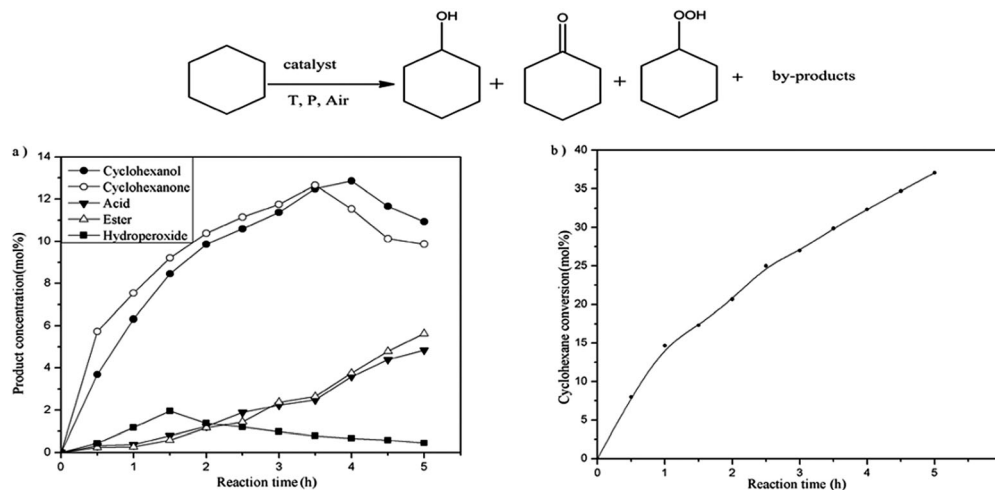 OH
O
OOH
catalyst
T, P, Air
+
+
+
by-products
a )
14
12
10
8
6
4
2
0
Product concentration(mol%)
Cyclohexanol
Cyclohexanone
Acid
Ester
Hydroperoxide
0 1 2 3 4 5
Reaction time (h)
b )
40
35
30
25
20
15
10
5
0
Cyclohexane conversion(mol%)
0 1 2 3 4 5
Reaction time (h)